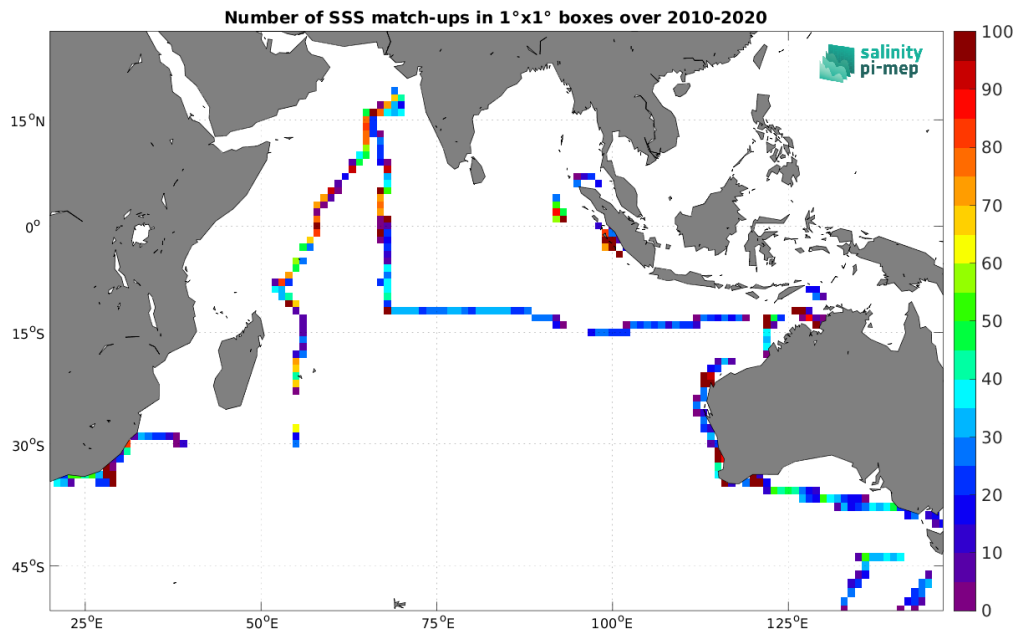 Number of SSS match-ups in 1°x1° boxes over 2010-2020
salinity
pi-mep
100
90
80
70
60
50
40
30
20
10
0
15°N
0°
15°S
30°S
45°S
25°E
50°E
75°E
100°E
125°E